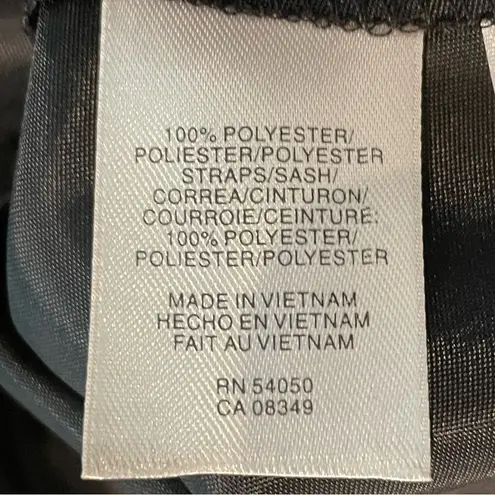 100% POLYESTER/
POLIESTER/POLYESTER
STRAPS/SASH/
CORREA/CINTURON/
COURROIE/CEINTURE:
100% POLYESTER/
POLIESTER/POLYESTER
MADE IN VIETNAM
HECHO EN VIETNAM
FAIT AU VIETNAM
RN 54050
CA 08349